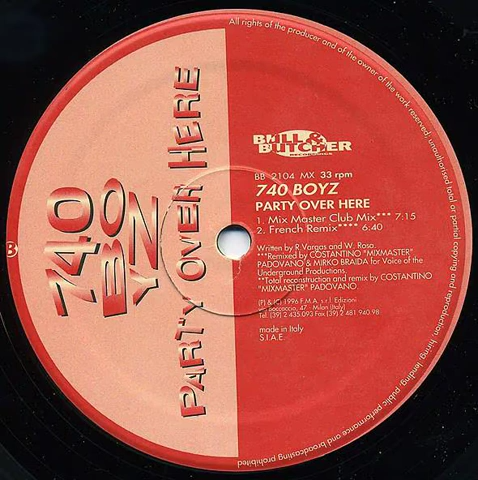 740
BO
YZ
PARTY OVER HERE
B
All rights of the producer and of the owner of the work reserved, unauthorised total or partial copying and reproduction, hiring, lending, public performance and broadcasting prohibited
BULL & BUTCHER
RECORDINGS
BB 2104 MX 33 rpm
740 BOYZ
PARTY OVER HERE
1. Mix Master Club Mix*** 7:15
2. French Remix**** 6:40
Written by R.Vargas and W. Rosa
***Remixed by COSTANTINO "MIXMASTER"
PADOVANO & MIRKO BRAIDA for Voice of the
Underground Productions.
**Total reconstruction and remix by COSTANTINO
"MIXMASTER" PADOVANO.
(P) & (C) 1996 F.M.A. s.r.l. Edizioni
47 - Milan (Italy)
Tel. (39) 2 435.093 Fax (39) 2 481.940.98
made in Italy
S.I.A.E.